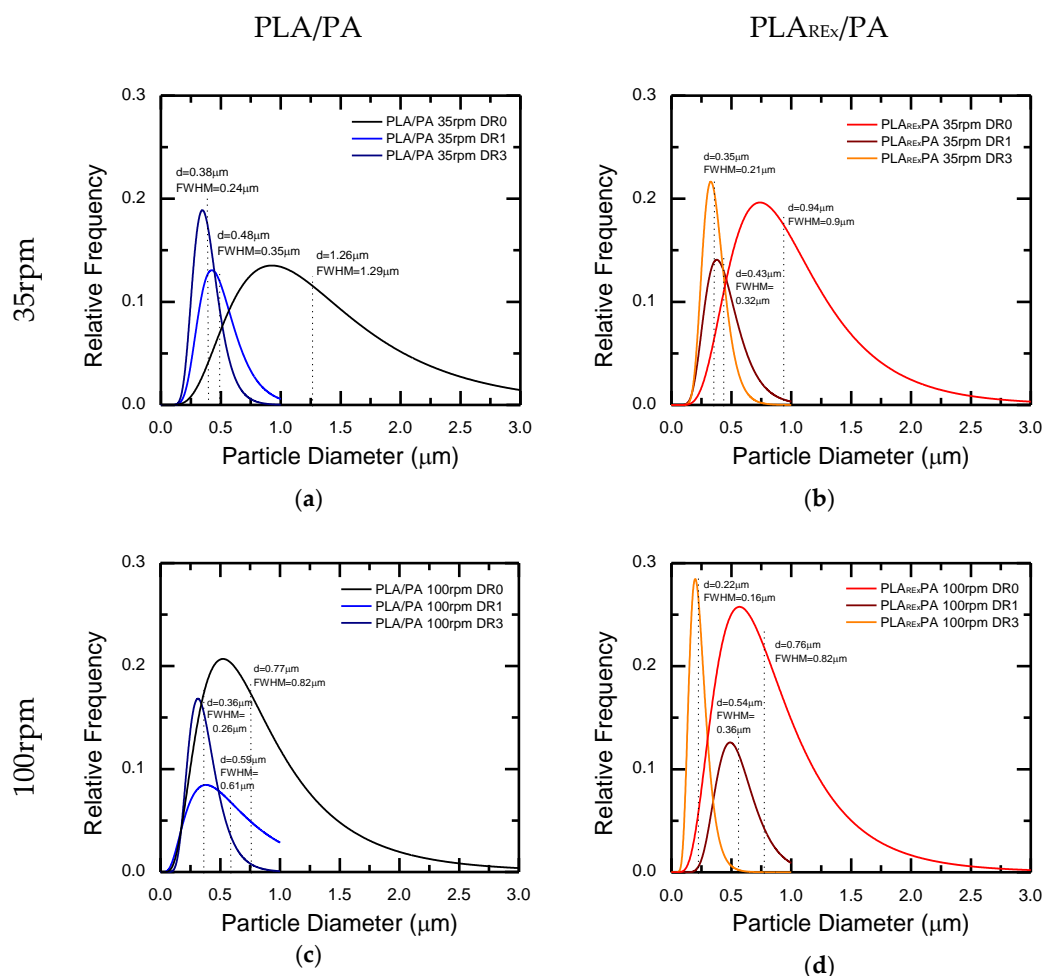 PLA/PA
PLAREx/PA
35rpm
0.3
0.2
0.1
0.0
Relative Frequency
PLA/PA 35rpm DR0
PLA/PA 35rpm DR1
PLA/PA 35rpm DR3
d=0.38μm
FWHM=0.24μm
d=0.48μm
FWHM=0.35μm
d=1.26μm
FWHM=1.29μm
0.0 0.5 1.0 1.5 2.0 2.5 3.0
Particle Diameter (μm)
(a)
0.3
0.2
0.1
0.0
Relative Frequency
PLARExPA 35rpm DR0
PLARExPA 35rpm DR1
PLARExPA 35rpm DR3
d=0.35μm
FWHM=0.21μm
d=0.94μm
FWHM=0.9μm
d=0.43μm
FWHM=
0.32μm
0.0 0.5 1.0 1.5 2.0 2.5 3.0
Particle Diameter (μm)
(b)
100rpm
0.3
0.2
0.1
0.0
Relative Frequency
PLA/PA 100rpm DR0
PLA/PA 100rpm DR1
PLA/PA 100rpm DR3
d=0.77μm
FWHM=0.82μm
d=0.36μm
FWHM=
0.26μm
d=0.59μm
FWHM=
0.61μm
0.0 0.5 1.0 1.5 2.0 2.5 3.0
Particle Diameter (μm)
(c)
0.3
0.2
0.1
0.0
Relative Frequency
PLARExPA 100rpm DR0
PLARExPA 100rpm DR1
PLARExPA 100rpm DR3
d=0.22μm
FWHM=0.16μm
d=0.76μm
FWHM=0.82μm
d=0.54μm
FWHM=
0.36μm
0.0 0.5 1.0 1.5 2.0 2.5 3.0
Particle Diameter (μm)
(d)